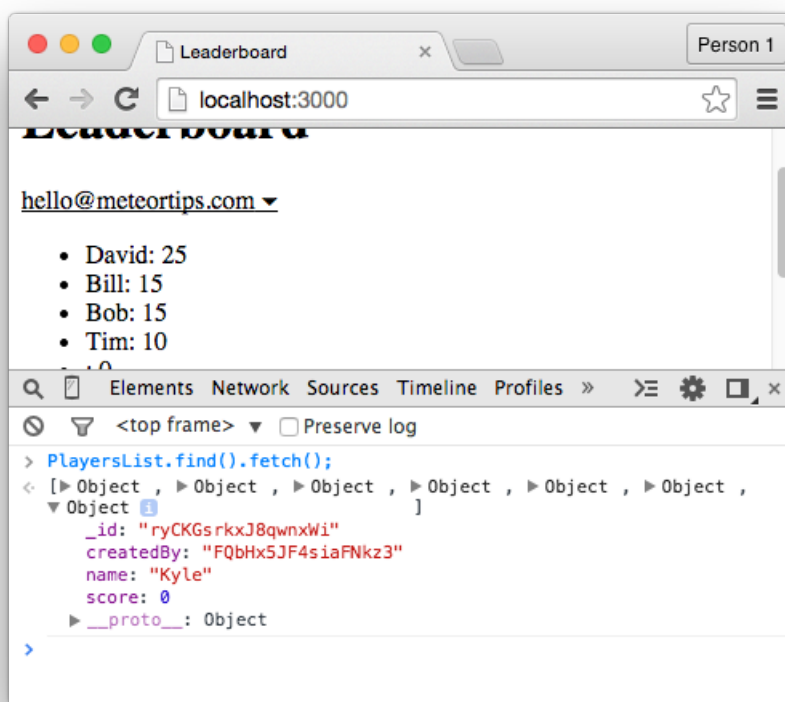 Leaderboard
Person 1
localhost:3000
Leaderboard
hello@meteortips.com
David: 25
Bill: 15
Bob: 15
Tim: 10
Elements Network Sources Timeline Profiles »
<top frame> Preserve log
> PlayersList.find().fetch();
[Object , Object , Object , Object , Object , Object ,
Object i ]
_id: "ryCKGsrkxJ8qwnxWi"
createdBy: "FQbHx5JF4siaFNkz3"
name: "Kyle"
score: 0
__proto__: Object
>